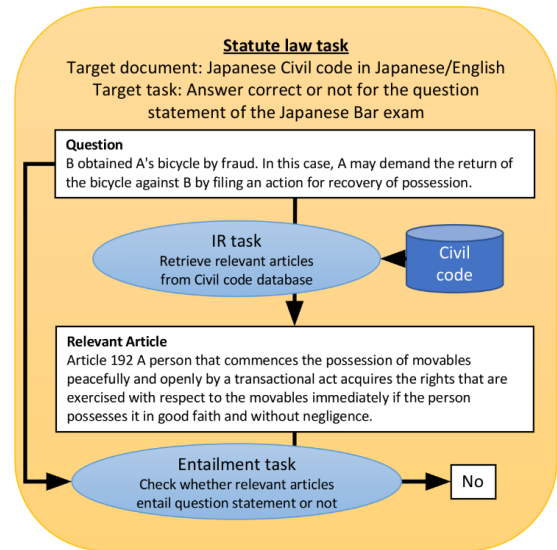 Statute law task
Target document: Japanese Civil code in Japanese/English
Target task: Answer correct or not for the question
statement of the Japanese Bar exam
Question
B obtained A's bicycle by fraud. In this case, A may demand the return of
the bicycle against B by filing an action for recovery of possession.
IR task
Retrieve relevant articles
from Civil code database
Civil
code
Relevant Article
Article 192 A person that commences the possession of movables
peacefully and openly by a transactional act acquires the rights that are
exercised with respect to the movables immediately if the person
possesses it in good faith and without negligence.
Entailment task
Check whether relevant articles
entail question statement or not
No